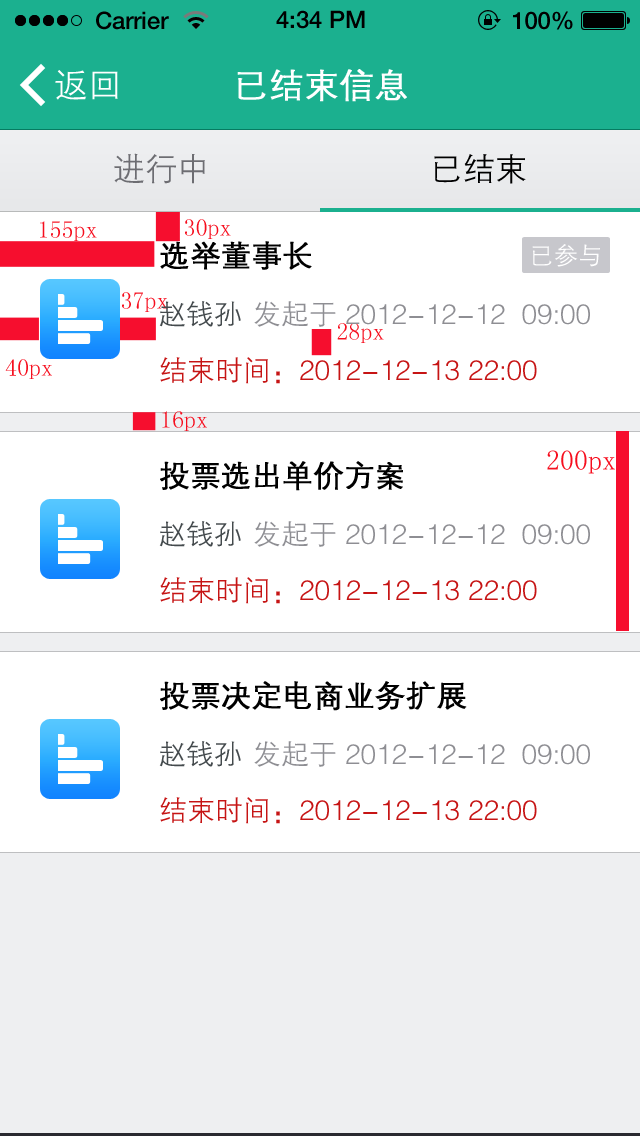 Carrier 4:34 PM 100%
返回 已结束信息
进行中 已结束
155px 30px
选举董事长 已参与
37px
赵钱孙 发起于 2012-12-12 09:00
28px
40px
结束时间：2012-12-13 22:00
16px
投票选出单价方案 200px
赵钱孙 发起于 2012-12-12 09:00
结束时间：2012-12-13 22:00
投票决定电商业务扩展
赵钱孙 发起于 2012-12-12 09:00
结束时间：2012-12-13 22:00